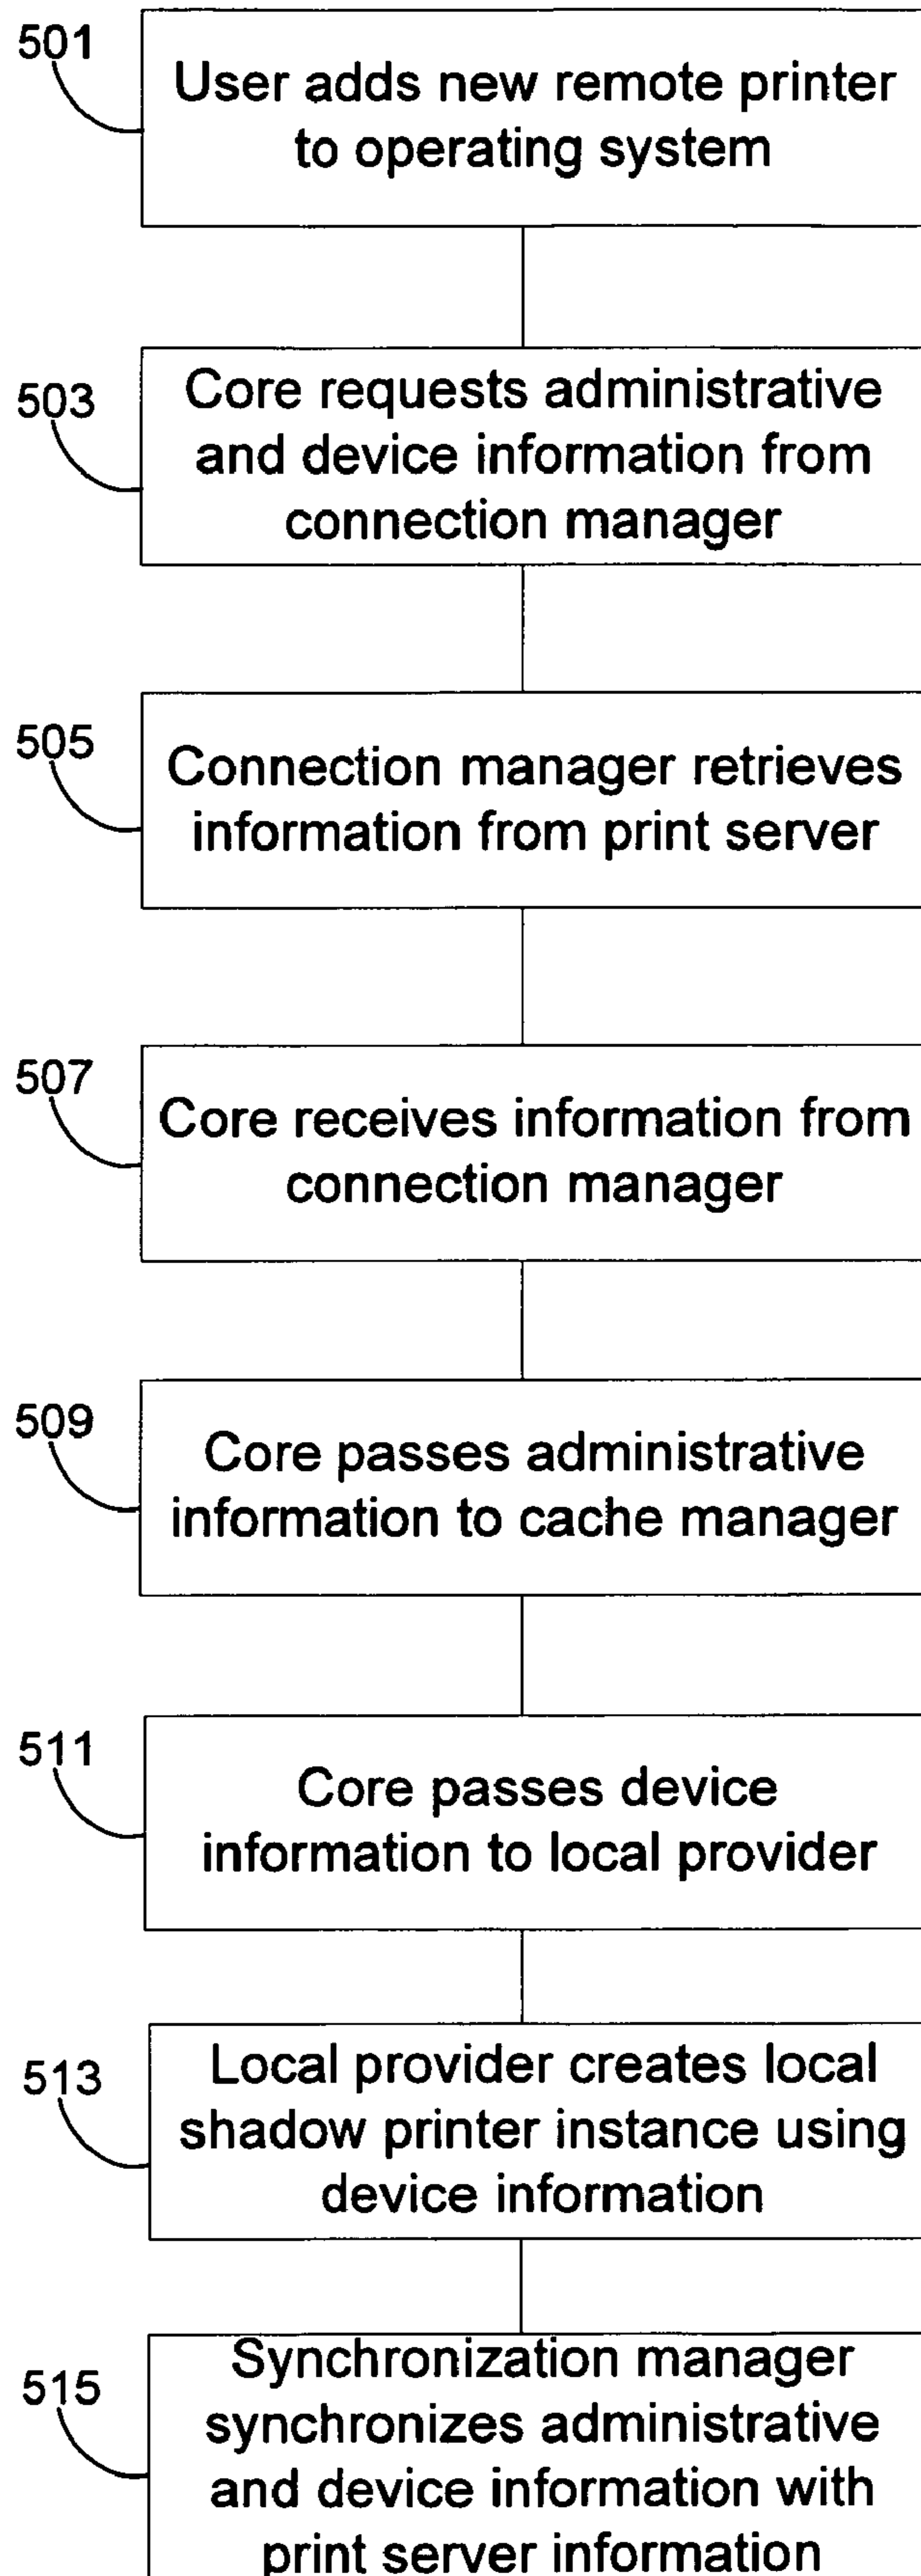 501
User adds new remote printer
to operating system
503
Core requests administrative
and device information from
connection manager
505
Connection manager retrieves
information from print server
507
Core receives information from
connection manager
509
Core passes administrative
information to cache manager
511
Core passes device
information to local provider
513
Local provider creates local
shadow printer instance using
device information
515
Synchronization manager
synchronizes administrative
and device information with
print server information